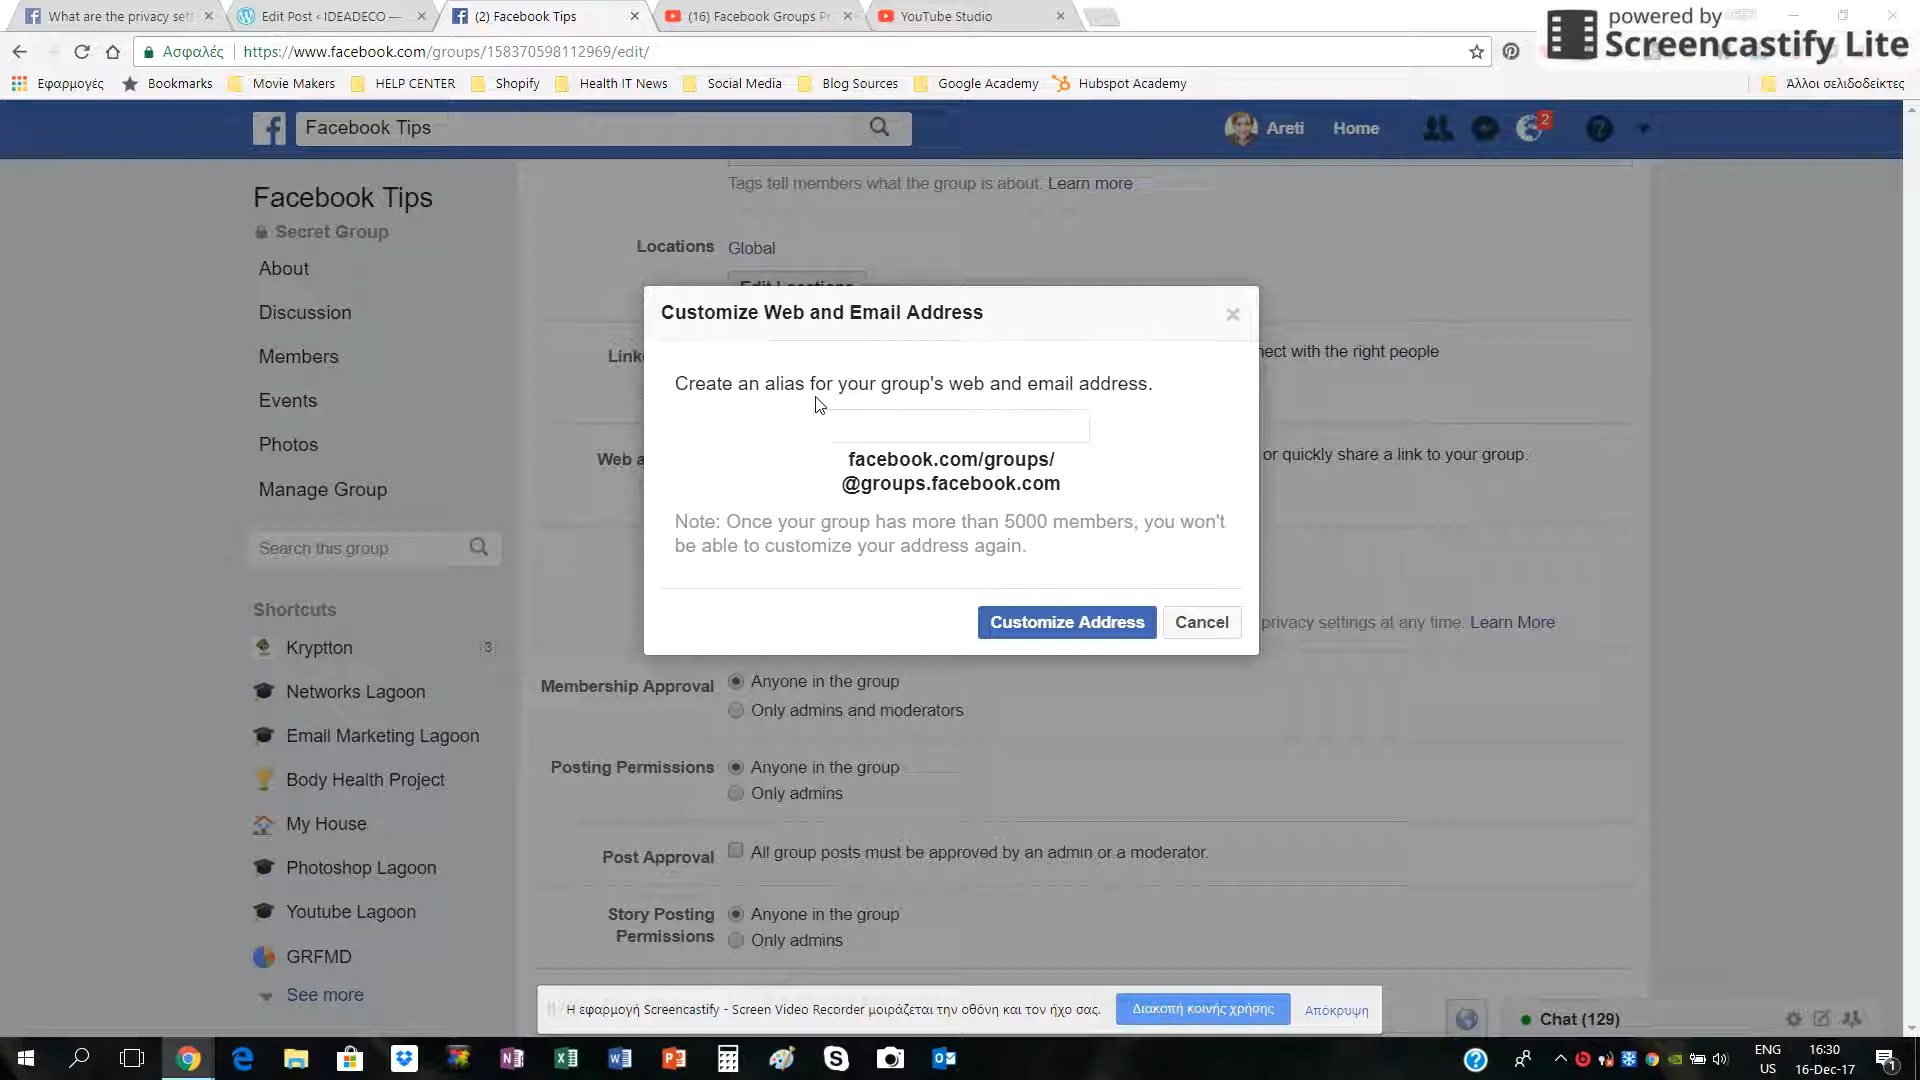 What are the privacy set
Edit Post ‹ IDEADECO —
(2) Facebook Tips
(16) Facebook Groups Pr
YouTube Studio
powered by
Screencastify Lite
Ασφαλές
https://www.facebook.com/groups/158370598112969/edit/
Εφαρμογές
Bookmarks
Movie Makers
HELP CENTER
Shopify
Health IT News
Social Media
Blog Sources
Google Academy
Hubspot Academy
Άλλοι σελιδοδείκτες
Facebook Tips
Areti
Home
2
Facebook Tips
Secret Group
About
Discussion
Members
Events
Photos
Manage Group
Search this group
Shortcuts
Kryptton
3
Networks Lagoon
Email Marketing Lagoon
Body Health Project
My House
Photoshop Lagoon
Youtube Lagoon
GRFMD
See more
Tags tell members what the group is about. Learn more
Locations
Global
Edit Locations
Customize Web and Email Address
Create an alias for your group's web and email address.
facebook.com/groups/
@groups.facebook.com
Note: Once your group has more than 5000 members, you won't
be able to customize your address again.
Customize Address
Cancel
Link
nect with the right people
Web a
or quickly share a link to your group.
privacy settings at any time. Learn More
Membership Approval
Anyone in the group
Only admins and moderators
Posting Permissions
Anyone in the group
Only admins
Post Approval
All group posts must be approved by an admin or a moderator.
Story Posting
Permissions
Anyone in the group
Only admins
Η εφαρμογή Screencastify - Screen Video Recorder μοιράζεται την οθόνη και τον ήχο σας.
Διακοπή κοινής χρήσης
Απόκρυψη
Chat (129)
ENG
US
16:30
16-Dec-17
1